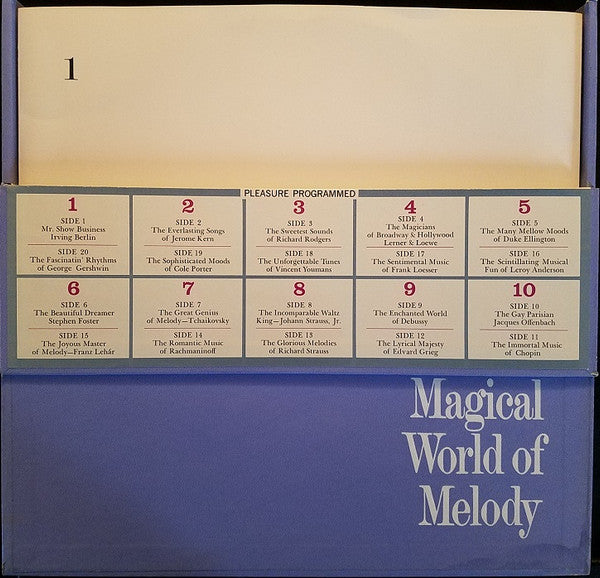 1
PLEASURE PROGRAMMED
1
SIDE 1
Mr. Show Business
Irving Berlin
SIDE 20
The Fascinatin' Rhythms
of George Gershwin
2
SIDE 2
The Everlasting Songs
of Jerome Kern
SIDE 19
The Sophisticated Moods
of Cole Porter
3
SIDE 3
The Sweetest Sounds
of Richard Rodgers
SIDE 18
The Unforgettable Tunes
of Vincent Youmans
4
SIDE 4
The Magicians
of Broadway & Hollywood
Lerner & Loewe
SIDE 17
The Sentimental Music
of Frank Loesser
5
SIDE 5
The Many Mellow Moods
of Duke Ellington
SIDE 16
The Scintillating Musical
Fun of Leroy Anderson
6
SIDE 6
The Beautiful Dreamer
Stephen Foster
SIDE 15
The Joyous Master
of Melody—Franz Lehár
7
SIDE 7
The Great Genius
of Melody—Tchaikovsky
SIDE 14
The Romantic Music
of Rachmaninoff
8
SIDE 8
The Incomparable Waltz
King—Johann Strauss, Jr.
SIDE 13
The Glorious Melodies
of Richard Strauss
9
SIDE 9
The Enchanted World
of Debussy
SIDE 12
The Lyrical Majesty
of Edvard Grieg
10
SIDE 10
The Gay Parisian
Jacques Offenbach
SIDE 11
The Immortal Music
of Chopin
Magical
World of
Melody